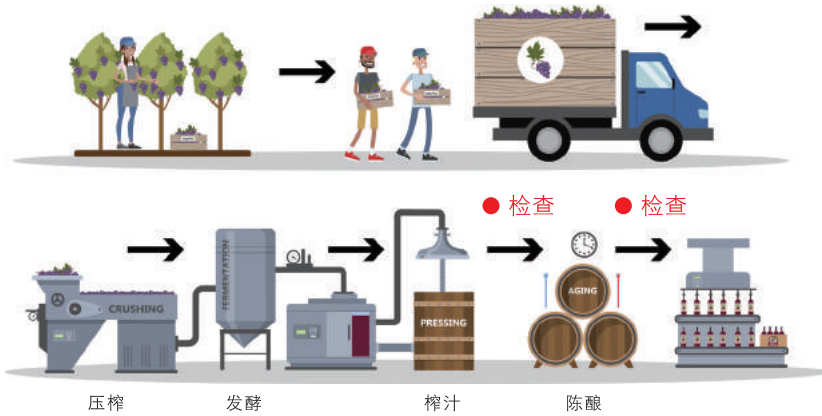 检查 检查
CRUSHING
FERMENTATION
PRESSING
AGING
压榨 发酵 榨汁 陈酿